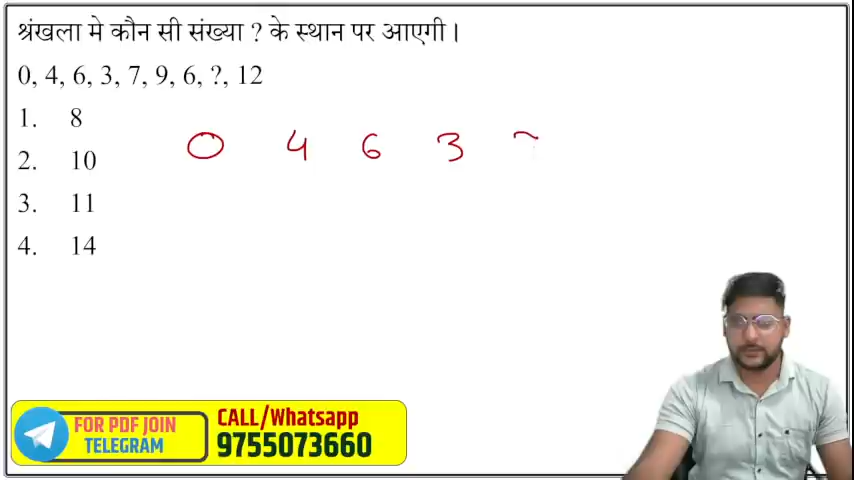 श्रंखला मे कौन सी संख्या ? के स्थान पर आएगी।
0, 4, 6, 3, 7, 9, 6, ?, 12
1. 8
2. 10
3. 11
4. 14
0 4 6 3
FOR PDF JOIN
TELEGRAM
CALL/Whatsapp
9755073660